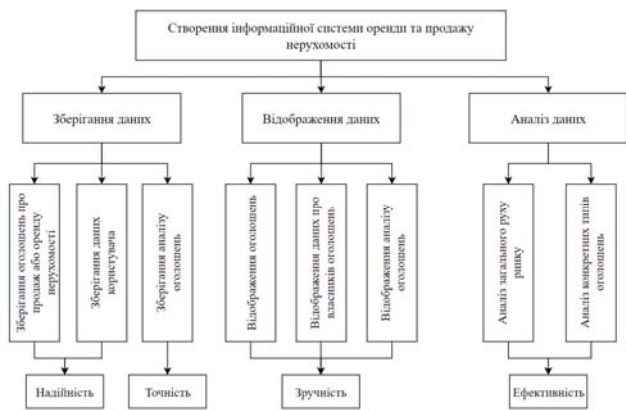 Створення інформаційної системи оренди та продажу
нерухомості
Зберігання даних
Відображення даних
Аналіз даних
Зберігання оголошень про
продаж або оренду
нерухомості
Зберігання даних
користувача
Зберігання аналізу
оголошень
Відображення оголошень
Відображення даних про
власників оголошень
Відображення аналізу
оголошень
Аналіз загального руху
ринку
Аналіз конкретних типів
оголошень
Надійність
Точність
Зручність
Ефективність